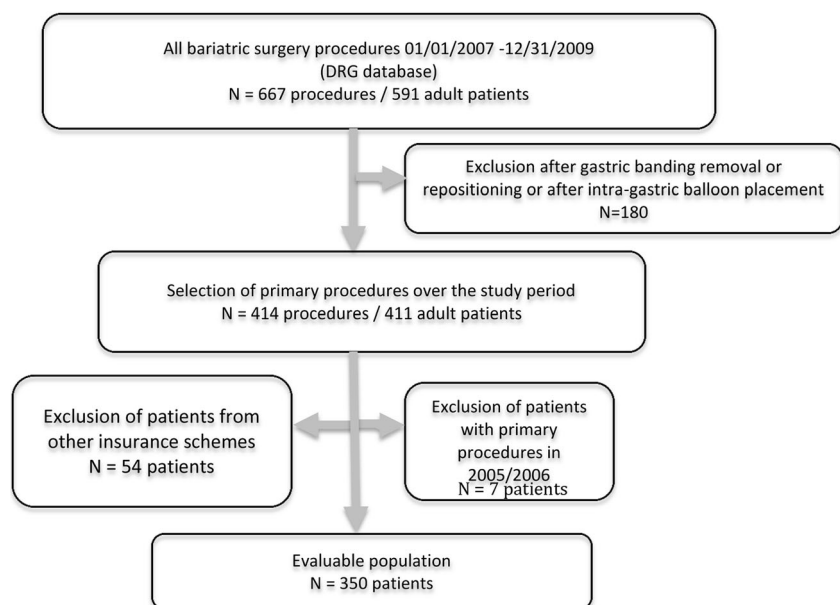 All bariatric surgery procedures 01/01/2007 -12/31/2009
(DRG database)
N = 667 procedures / 591 adult patients
Exclusion after gastric banding removal or
repositioning or after intra-gastric balloon placement
N=180
Selection of primary procedures over the study period
N = 414 procedures / 411 adult patients
Exclusion of patients from
other insurance schemes
N = 54 patients
Exclusion of patients
with primary
procedures in
2005/2006
N = 7 patients
Evaluable population
N = 350 patients